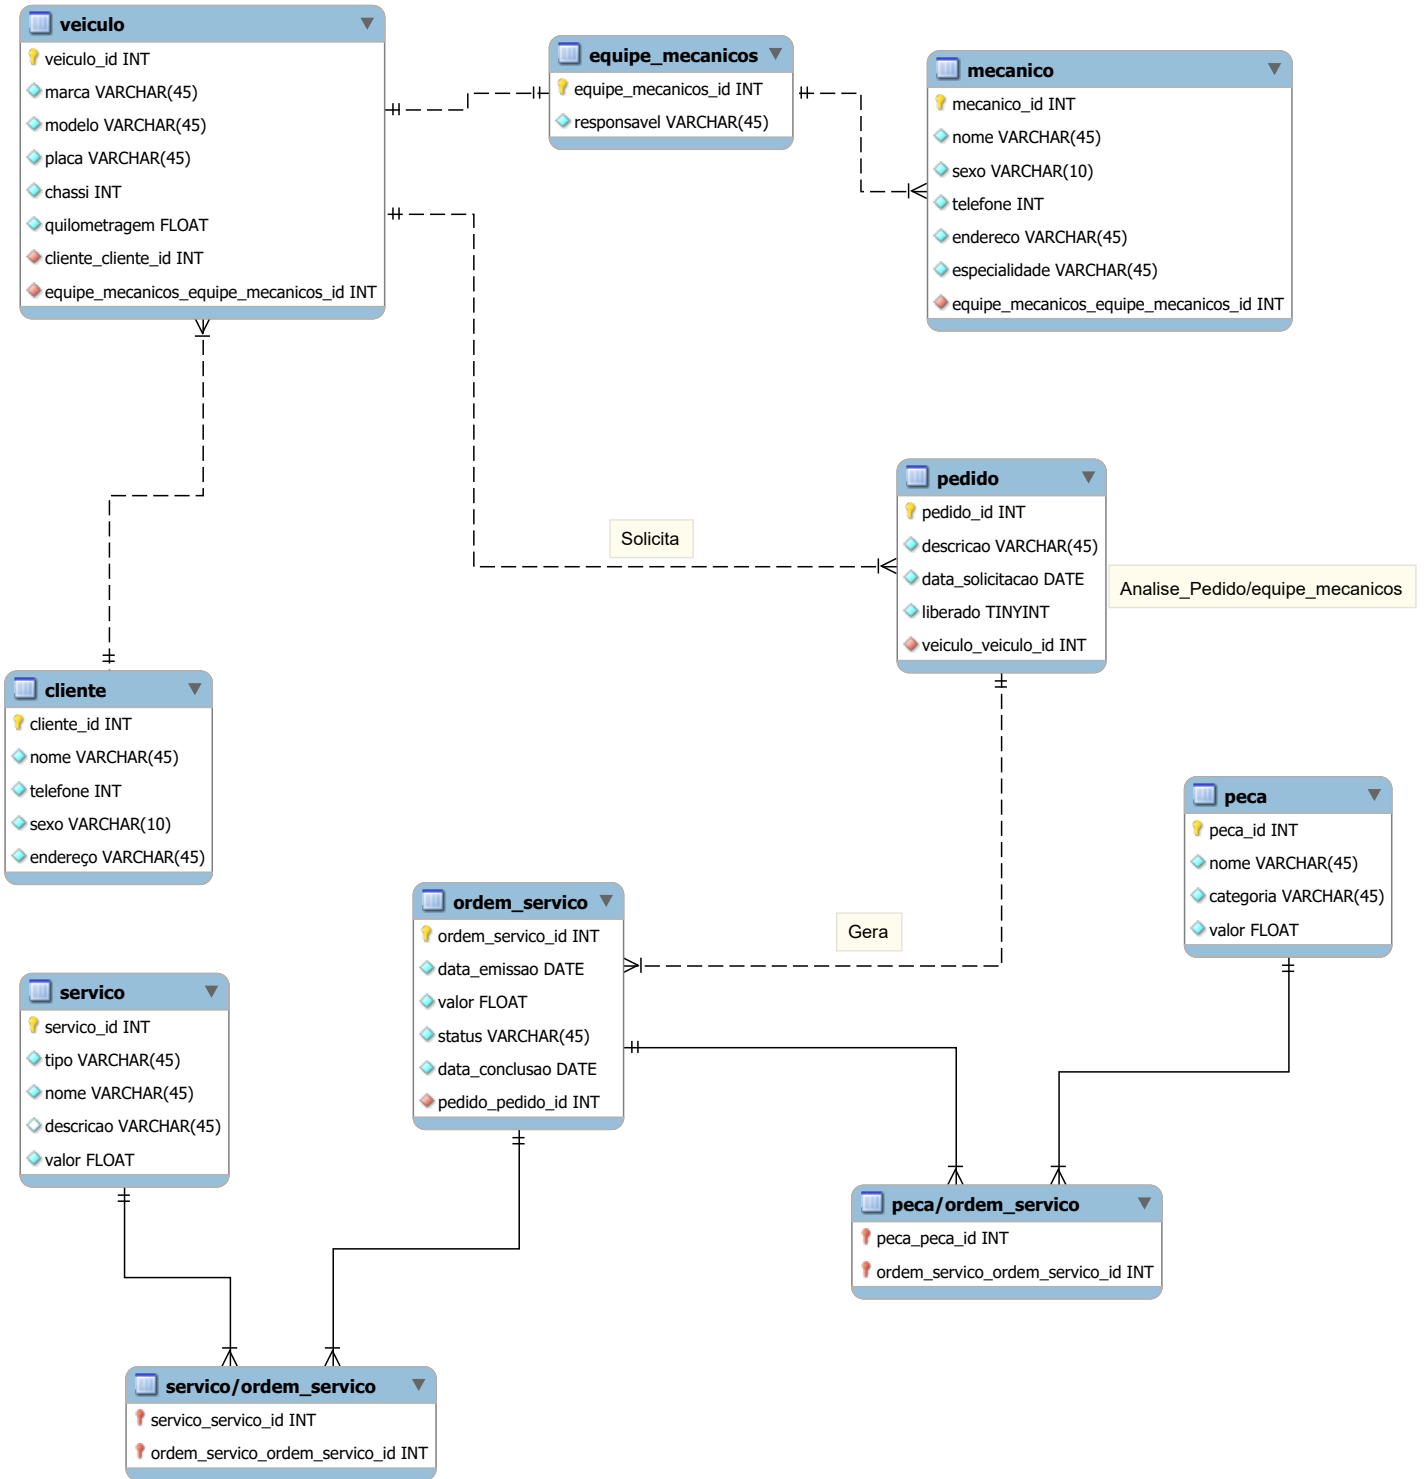 veiculo
veiculo_id INT
marca VARCHAR(45)
modelo VARCHAR(45)
placa VARCHAR(45)
chassi INT
quilometragem FLOAT
cliente_cliente_id INT
equipe_mecanicos_equipe_mecanicos_id INT
equipe_mecanicos
equipe_mecanicos_id INT
responsavel VARCHAR(45)
mecanico
mecanico_id INT
nome VARCHAR(45)
sexo VARCHAR(10)
telefone INT
endereco VARCHAR(45)
especialidade VARCHAR(45)
equipe_mecanicos_equipe_mecanicos_id INT
Solicita
pedido
pedido_id INT
descricao VARCHAR(45)
data_solicitacao DATE
liberado TINYINT
veiculo_veiculo_id INT
Analise_Pedido/equipe_mecanicos
cliente
cliente_id INT
nome VARCHAR(45)
telefone INT
sexo VARCHAR(10)
endereço VARCHAR(45)
peca
peca_id INT
nome VARCHAR(45)
categoria VARCHAR(45)
valor FLOAT
ordem_servico
ordem_servico_id INT
data_emissao DATE
valor FLOAT
status VARCHAR(45)
data_conclusao DATE
pedido_pedido_id INT
Gera
servico
servico_id INT
tipo VARCHAR(45)
nome VARCHAR(45)
descricao VARCHAR(45)
valor FLOAT
peca/ordem_servico
peca_peca_id INT
ordem_servico_ordem_servico_id INT
servico/ordem_servico
servico_servico_id INT
ordem_servico_ordem_servico_id INT